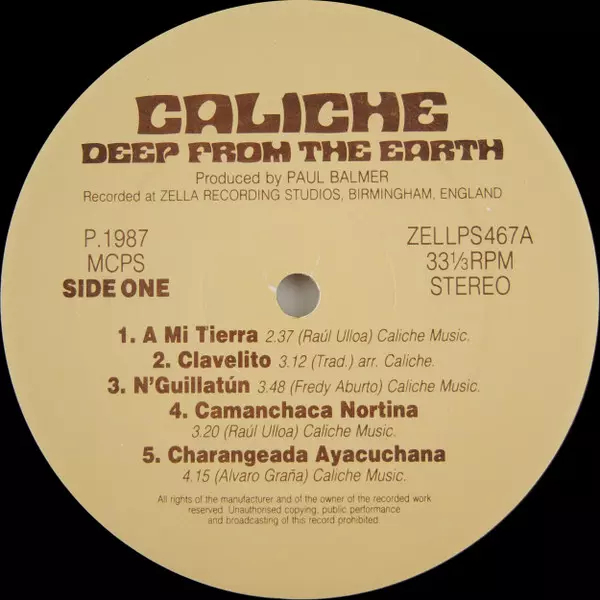 CALICHE
DEEP FROM THE EARTH
Produced by PAUL BALMER
Recorded at ZELLA RECORDING STUDIOS, BIRMINGHAM, ENGLAND
P.1987
MCPS
SIDE ONE
ZELLPS467A
33⅓RPM
STEREO
1. A Mi Tierra 2.37 (Raúl Ulloa) Caliche Music.
2. Clavelito 3.12 (Trad.) arr. Caliche.
3. N'Guillatún 3.48 (Fredy Aburto) Caliche Music.
4. Camanchaca Nortina
3.20 (Raúl Ulloa) Caliche Music.
5. Charangeada Ayacuchana
4.15 (Alvaro Graña) Caliche Music.
All rights of the manufacturer and of the owner of the recorded work
reserved. Unauthorised copying, public performance
and broadcasting of this record prohibited.